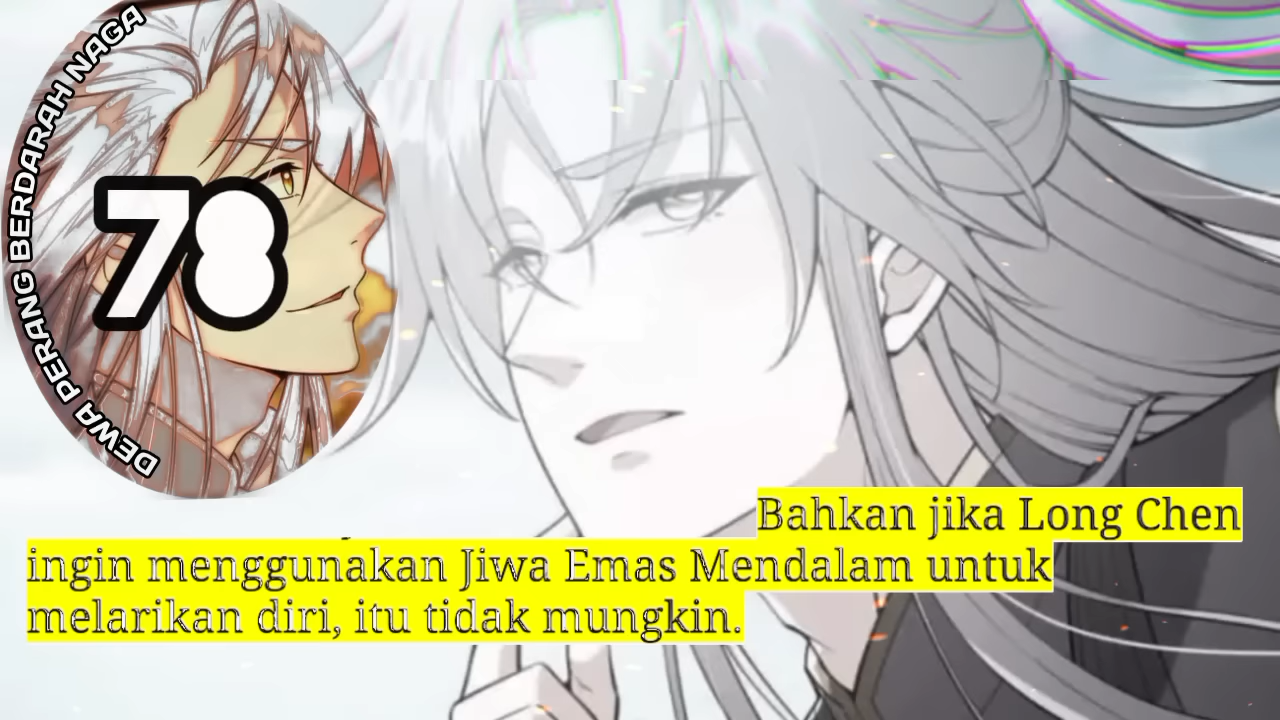 DEWA PERANG BERDARAH NAGA
78
Bahkan jika Long Chen
ingin menggunakan Jiwa Emas Mendalam untuk
melarikan diri, itu tidak mungkin.